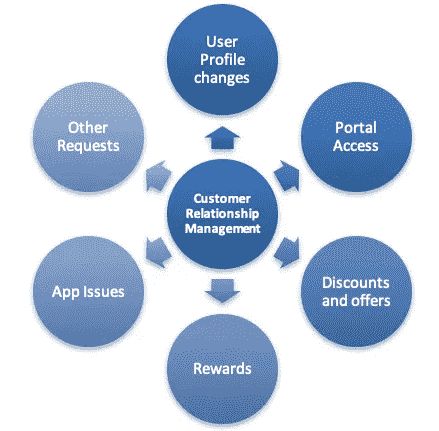 User
Profile
changes
Other
Requests
Portal
Access
Customer
Relationship
Management
App Issues
Discounts
and offers
Rewards